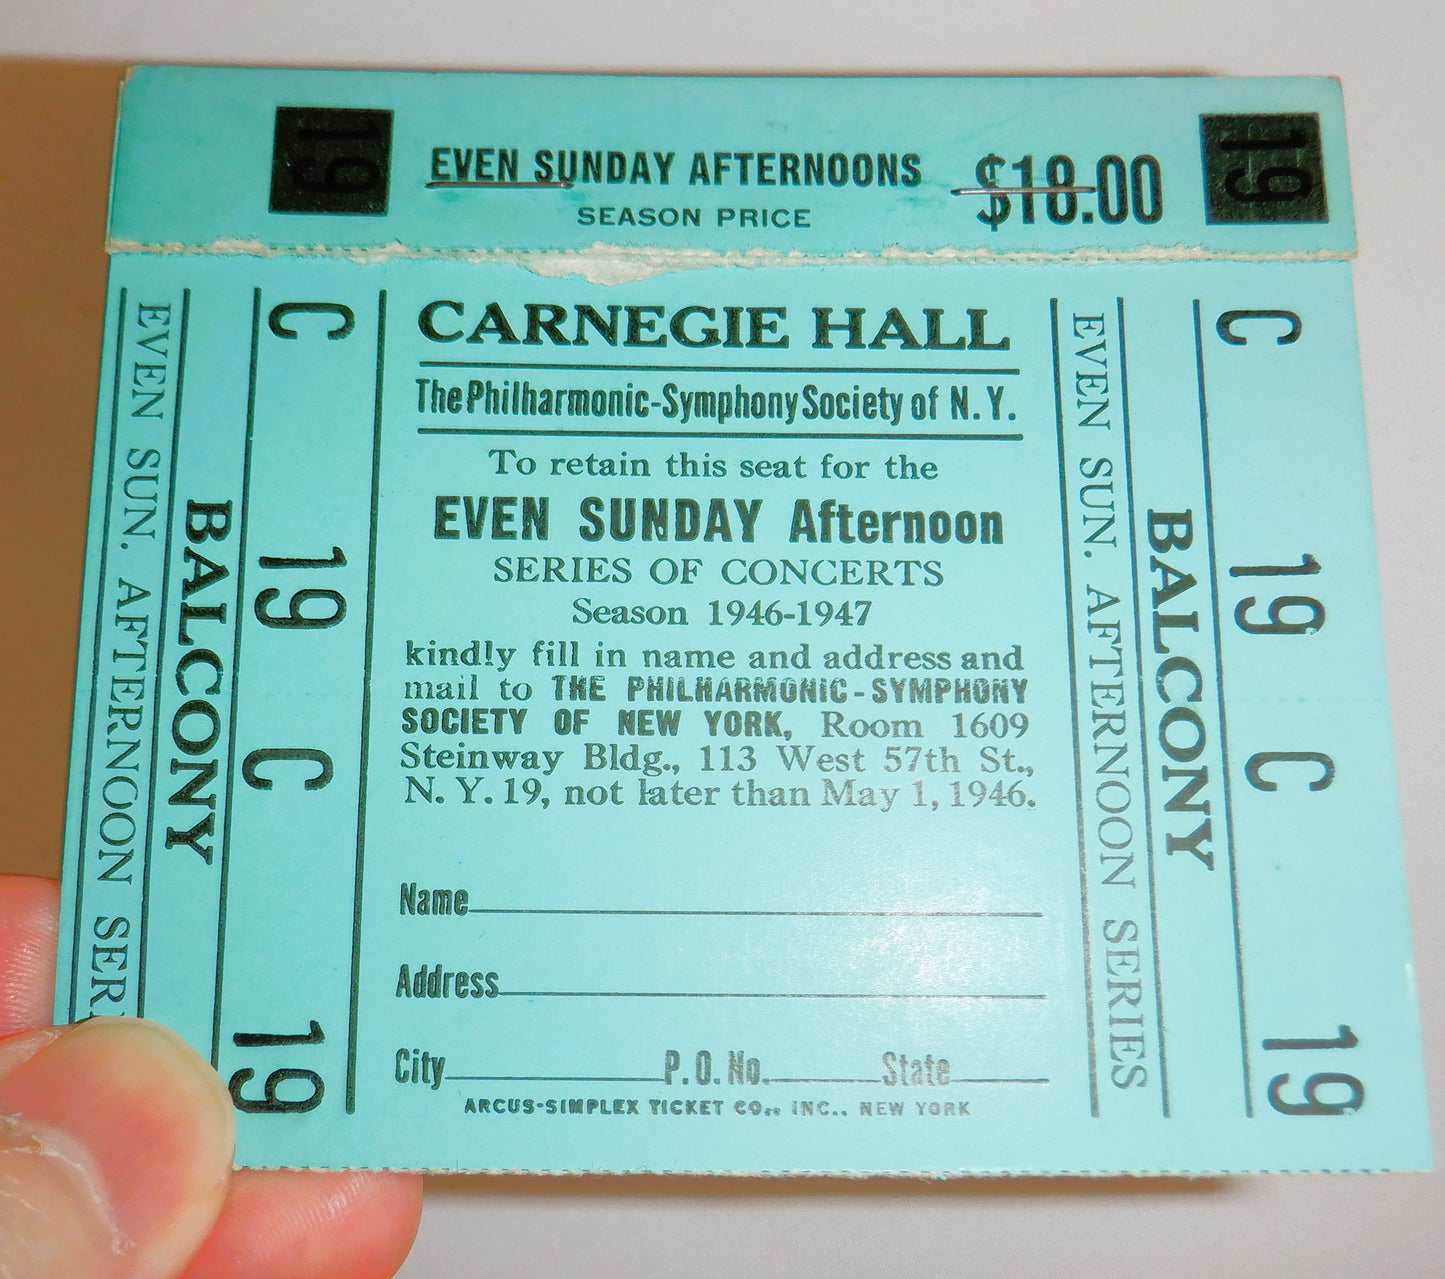 19
EVEN SUNDAY AFTERNOONS $18.00
SEASON PRICE
19
EVEN SUN. AFTERNOON SERI
BALCONY
C 19 C 19
CARNEGIE HALL
The Philharmonic-Symphony Society of N. Y.
To retain this seat for the
EVEN SUNDAY Afternoon
SERIES OF CONCERTS
Season 1946-1947
kindly fill in name and address and
mail to THE PHILHARMONIC-SYMPHONY
SOCIETY OF NEW YORK, Room 1609
Steinway Bldg., 113 West 57th St.,
N. Y. 19, not later than May 1, 1946.
Name
Address
City P. O. No. State
ARCUS-SIMPLEX TICKET CO., INC., NEW YORK
EVEN SUN. AFTERNOON SERIES
BALCONY
C 19 C 19